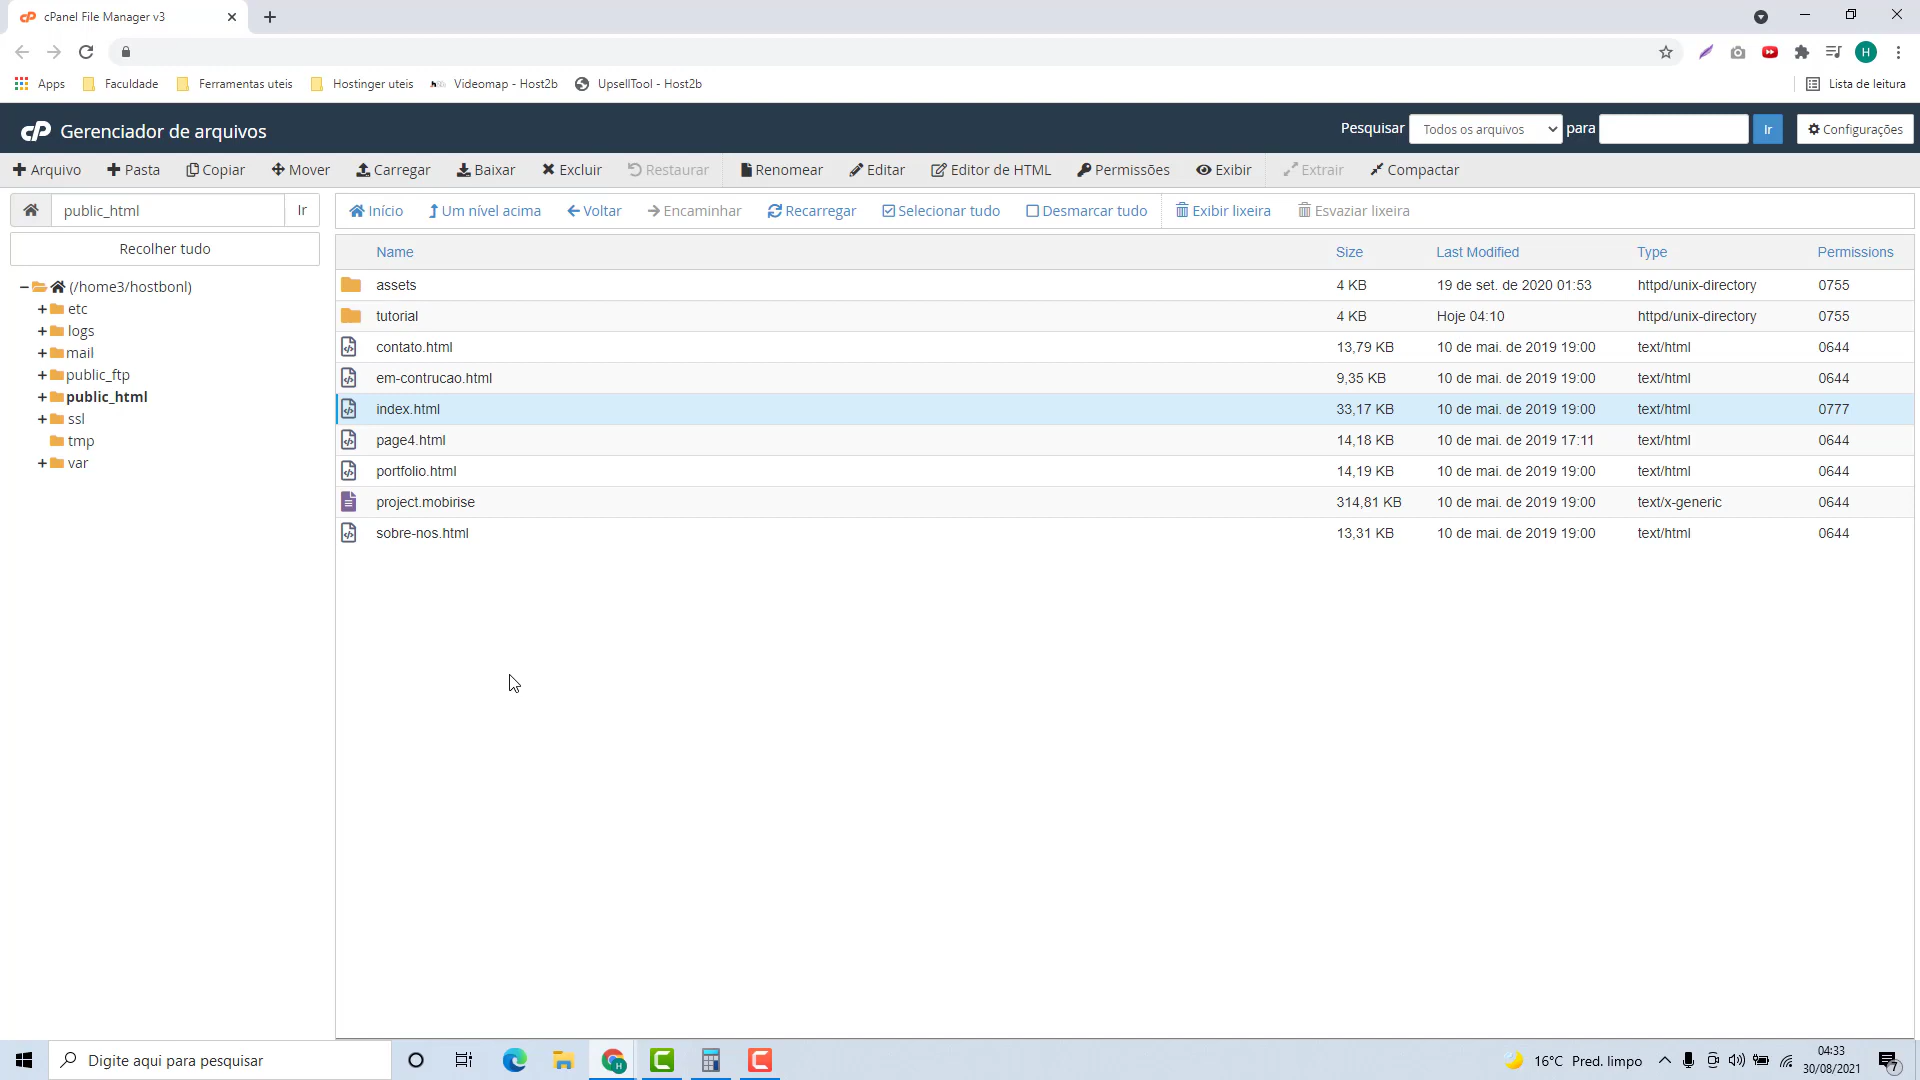 cPanel File Manager v3
Apps Faculdade Ferramentas uteis Hostinger uteis Videomap - Host2b UpsellTool - Host2b Lista de leitura
H
cP Gerenciador de arquivos Pesquisar Todos os arquivos para Ir Configurações
Arquivo Pasta Copiar Mover Carregar Baixar Excluir Restaurar Renomear Editar Editor de HTML Permissões Exibir Extrair Compactar
public_html Ir Início Um nível acima Voltar Encaminhar Recarregar Selecionar tudo Desmarcar tudo Exibir lixeira Esvaziar lixeira
Recolher tudo
(/home3/hostbonl)
etc
logs
mail
public_ftp
public_html
ssl
tmp
var
Name Size Last Modified Type Permissions
assets 4 KB 19 de set. de 2020 01:53 httpd/unix-directory 0755
tutorial 4 KB Hoje 04:10 httpd/unix-directory 0755
contato.html 13,79 KB 10 de mai. de 2019 19:00 text/html 0644
em-contrucao.html 9,35 KB 10 de mai. de 2019 19:00 text/html 0644
index.html 33,17 KB 10 de mai. de 2019 19:00 text/html 0777
page4.html 14,18 KB 10 de mai. de 2019 17:11 text/html 0644
portfolio.html 14,19 KB 10 de mai. de 2019 19:00 text/html 0644
project.mobirise 314,81 KB 10 de mai. de 2019 19:00 text/x-generic 0644
sobre-nos.html 13,31 KB 10 de mai. de 2019 19:00 text/html 0644
Digite aqui para pesquisar 16°C Pred. limpo 04:33
30/08/2021 7